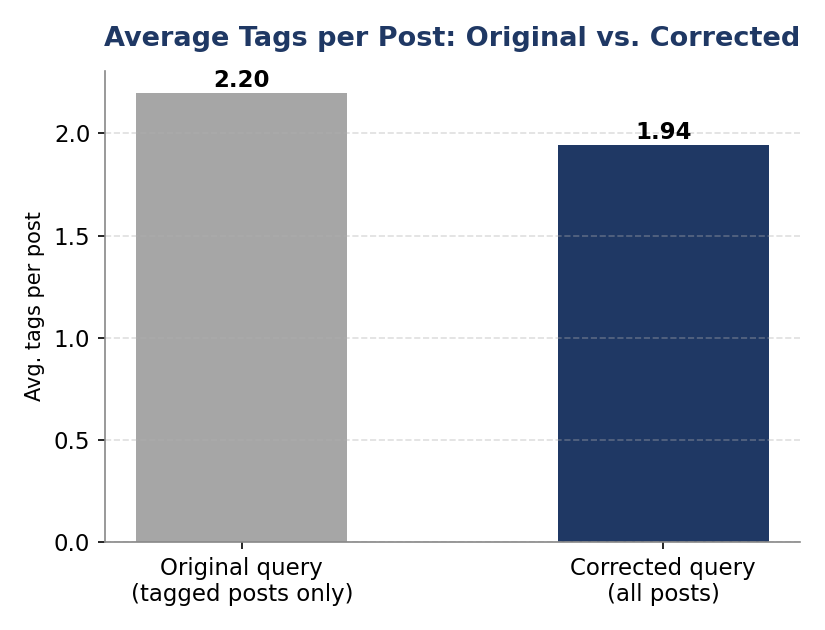 Average Tags per Post: Original vs. Corrected
2.20
1.94
2.0
1.5
1.0
0.5
0.0
Avg. tags per post
Original query
(tagged posts only)
Corrected query
(all posts)